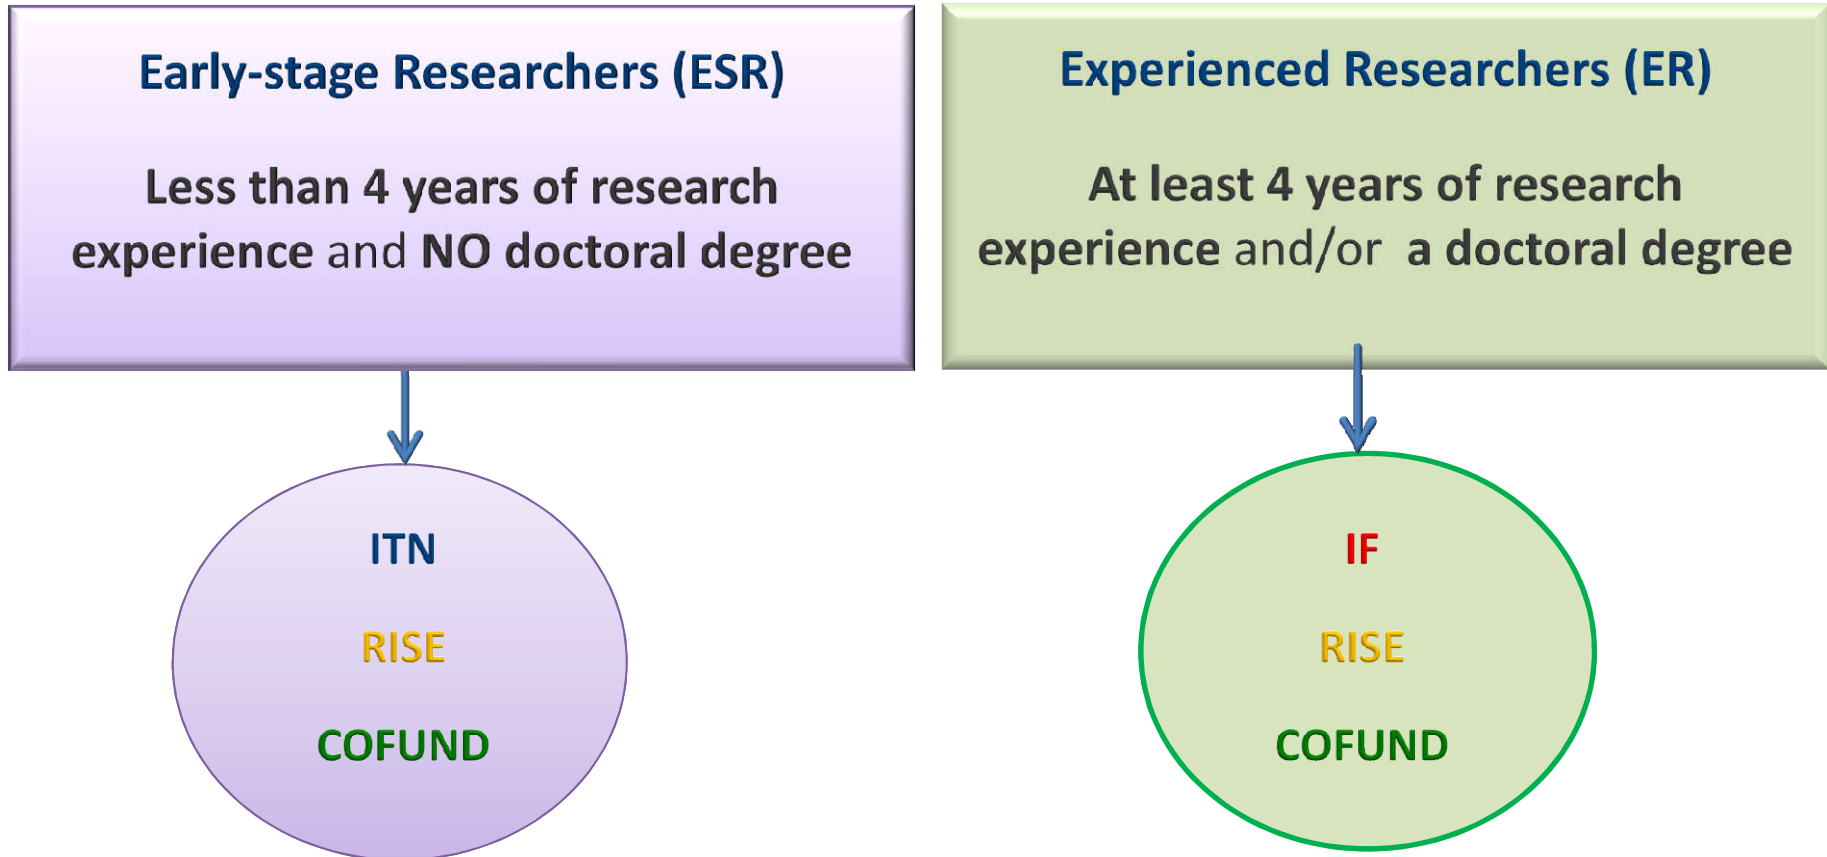 Early-stage Researchers (ESR)
Less than 4 years of research
experience and NO doctoral degree
ITN
RISE
COFUND
Experienced Researchers (ER)
At least 4 years of research
experience and/or a doctoral degree
IF
RISE
COFUND